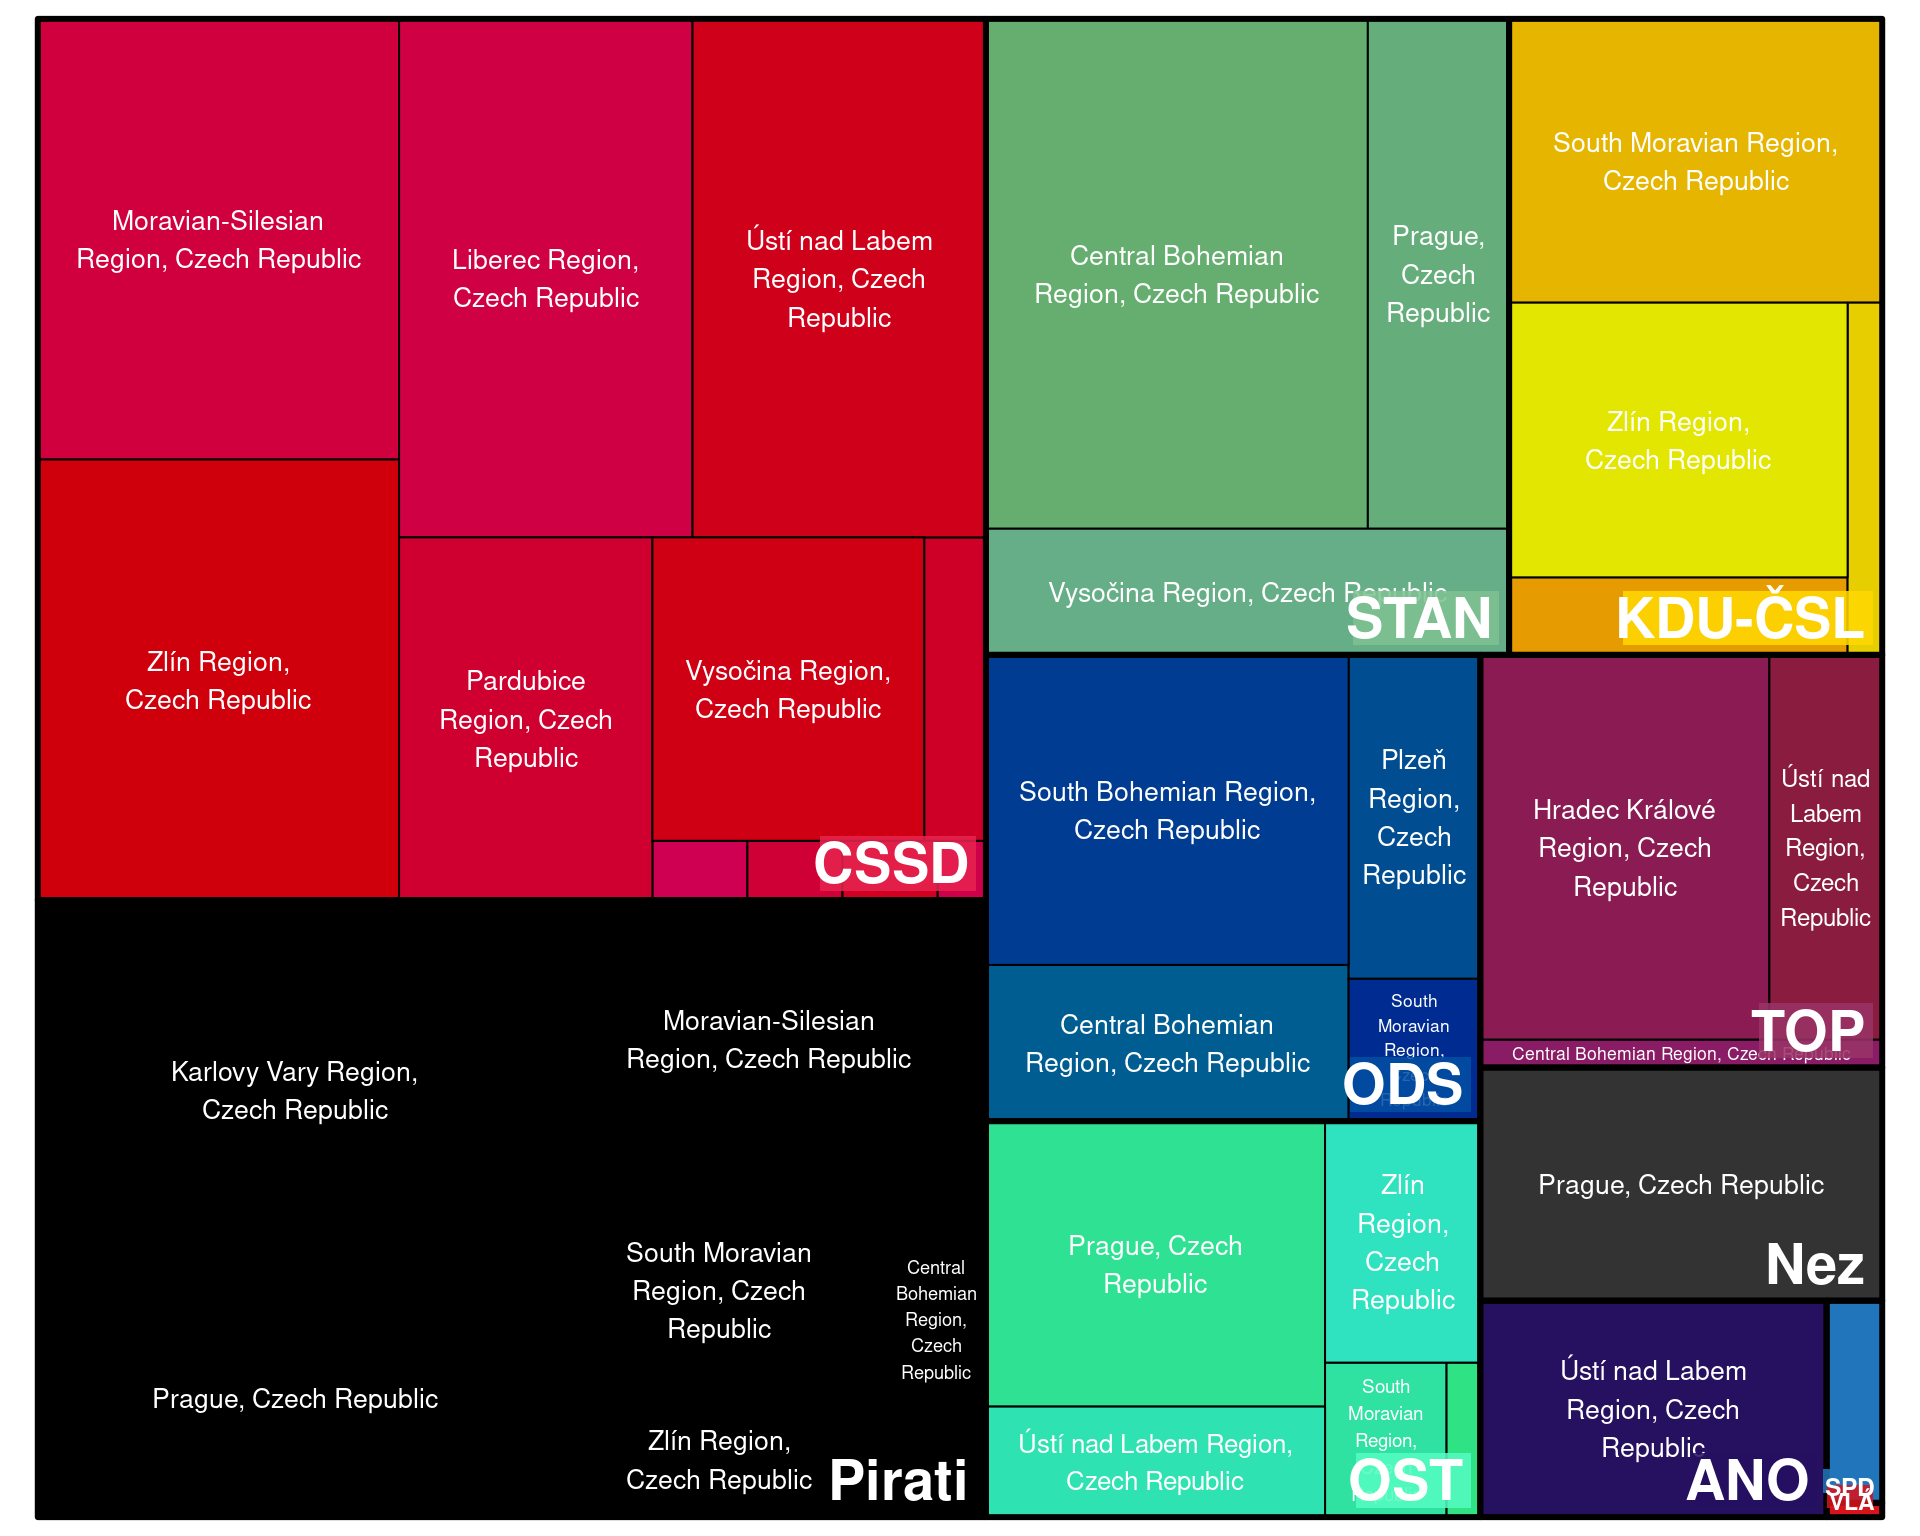 Moravian-Silesian
Region, Czech Republic
Liberec Region,
Czech Republic
Ústí nad Labem
Region, Czech
Republic
Zlín Region,
Czech Republic
Pardubice
Region, Czech
Republic
Vysočina Region,
Czech Republic
CSSD
Karlovy Vary Region,
Czech Republic
Moravian-Silesian
Region, Czech Republic
Prague, Czech Republic
South Moravian
Region, Czech
Republic
Central
Bohemian
Region,
Czech
Republic
Zlín Region,
Czech Republic
Pirati
Central Bohemian
Region, Czech Republic
Prague,
Czech
Republic
Vysočina Region, Czech Republic
STAN
South Moravian Region,
Czech Republic
Zlín Region,
Czech Republic
KDU-ČSL
South Bohemian Region,
Czech Republic
Plzeň
Region,
Czech
Republic
Central Bohemian
Region, Czech Republic
South
Moravian
Region,
ODS
Hradec Králové
Region, Czech
Republic
Ústí nad
Labem
Region,
Czech
Republic
Central Bohemian Region, Czech Republic
TOP
Prague, Czech
Republic
Zlín
Region,
Czech
Republic
Ústí nad Labem Region,
Czech Republic
South
Moravian
Region,
OST
Prague, Czech Republic
Nez
Ústí nad Labem
Region, Czech
Republic
ANO
SPD
VLA